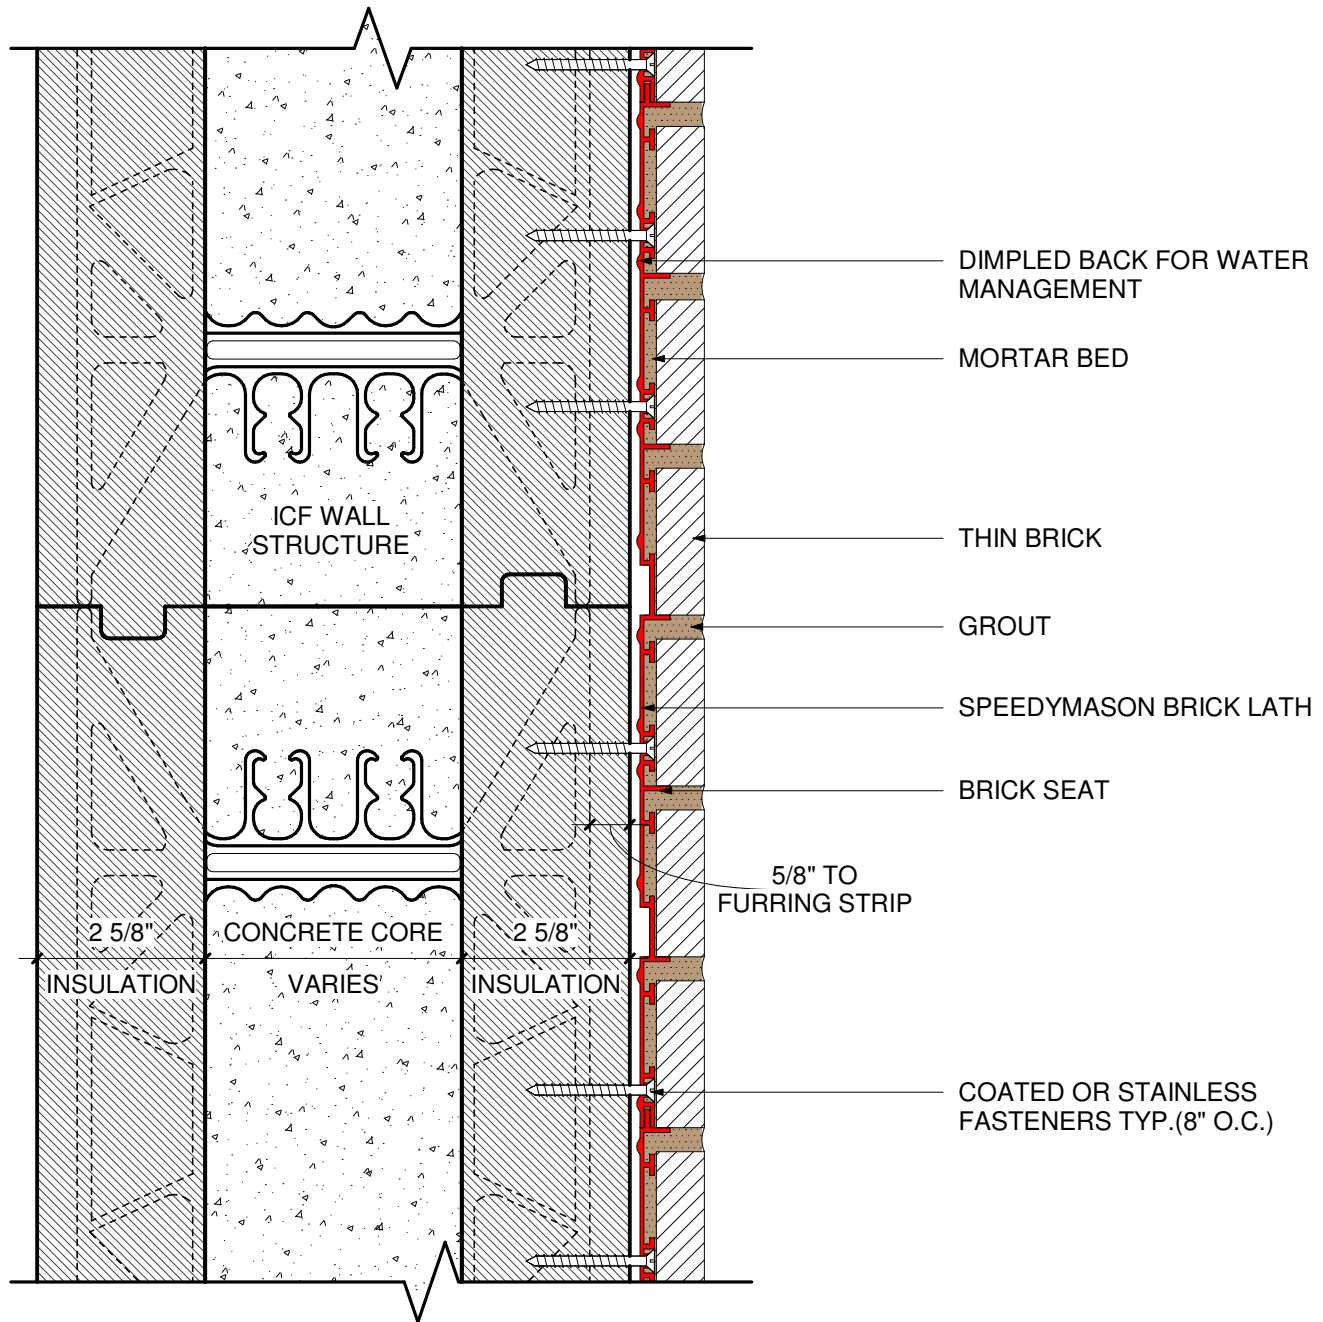 DIMPLED BACK FOR WATER
MANAGEMENT
MORTAR BED
ICF WALL
STRUCTURE
THIN BRICK
GROUT
SPEEDYMASON BRICK LATH
BRICK SEAT
5/8" TO
FURRING STRIP
2 5/8"
INSULATION
CONCRETE CORE
VARIES
2 5/8"
INSULATION
COATED OR STAINLESS
FASTENERS TYP.(8" O.C.)